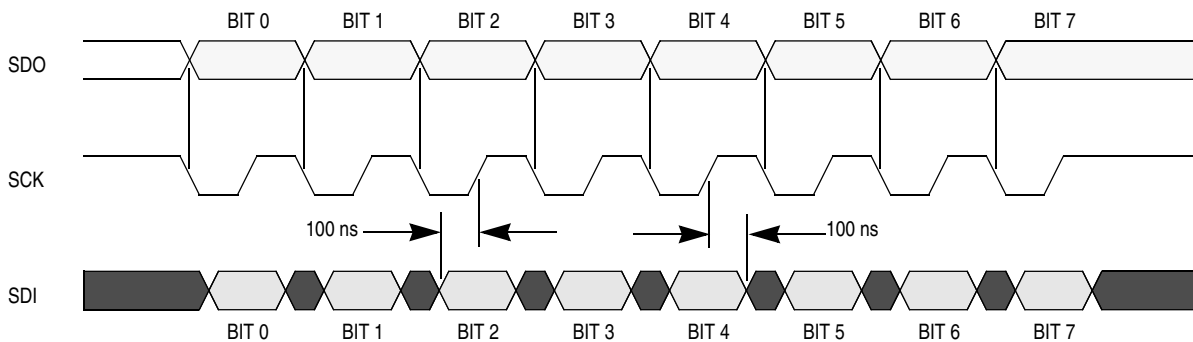 BIT 0 BIT 1 BIT 2 BIT 3 BIT 4 BIT 5 BIT 6 BIT 7
SDO
SCK
100 ns 100 ns
SDI
BIT 0 BIT 1 BIT 2 BIT 3 BIT 4 BIT 5 BIT 6 BIT 7